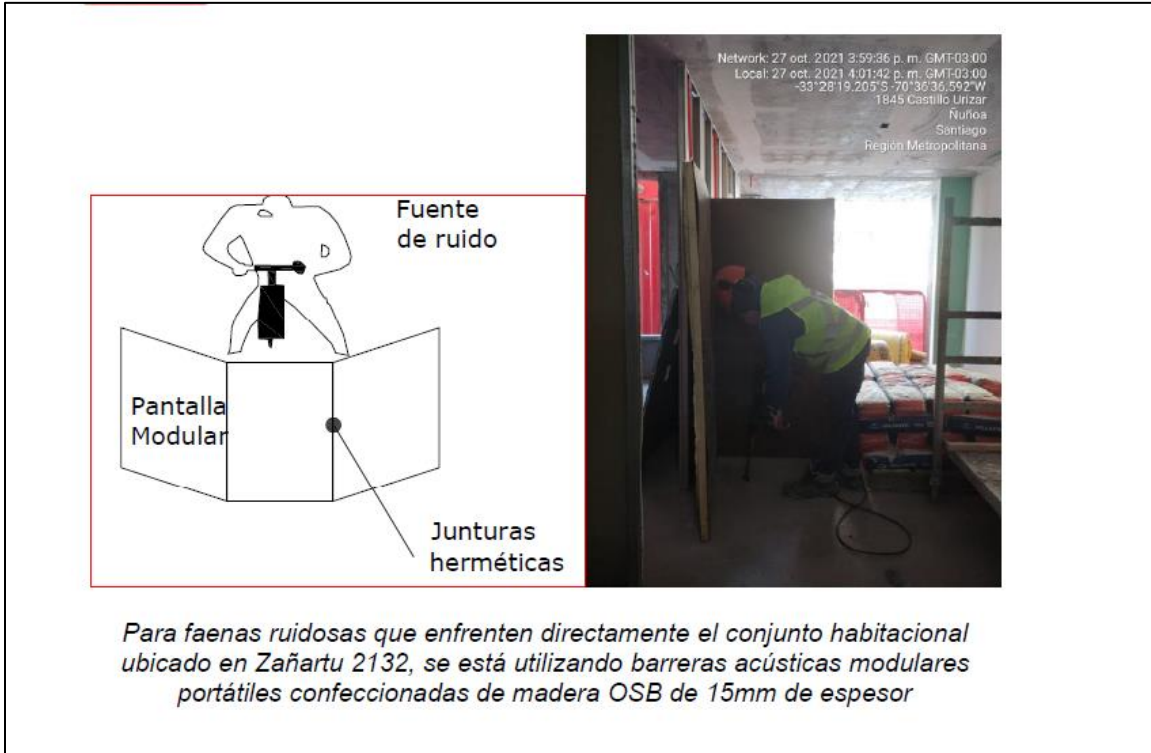 Network: 27 oct. 2021 3:59:36 p. m. GMT-03:00
Local: 27 oct. 2021 4:01:42 p. m. GMT-03:00
-33°28'19.205"S -70°36'36.592"W
1845 Castillo Urizar
Ñuñoa
Santiago
Región Metropolitana
Fuente
de ruido
Pantalla
Modular
Junturas
herméticas
Para faenas ruidosas que enfrenten directamente el conjunto habitacional
ubicado en Zañartu 2132, se está utilizando barreras acústicas modulares
portátiles confeccionadas de madera OSB de 15mm de espesor